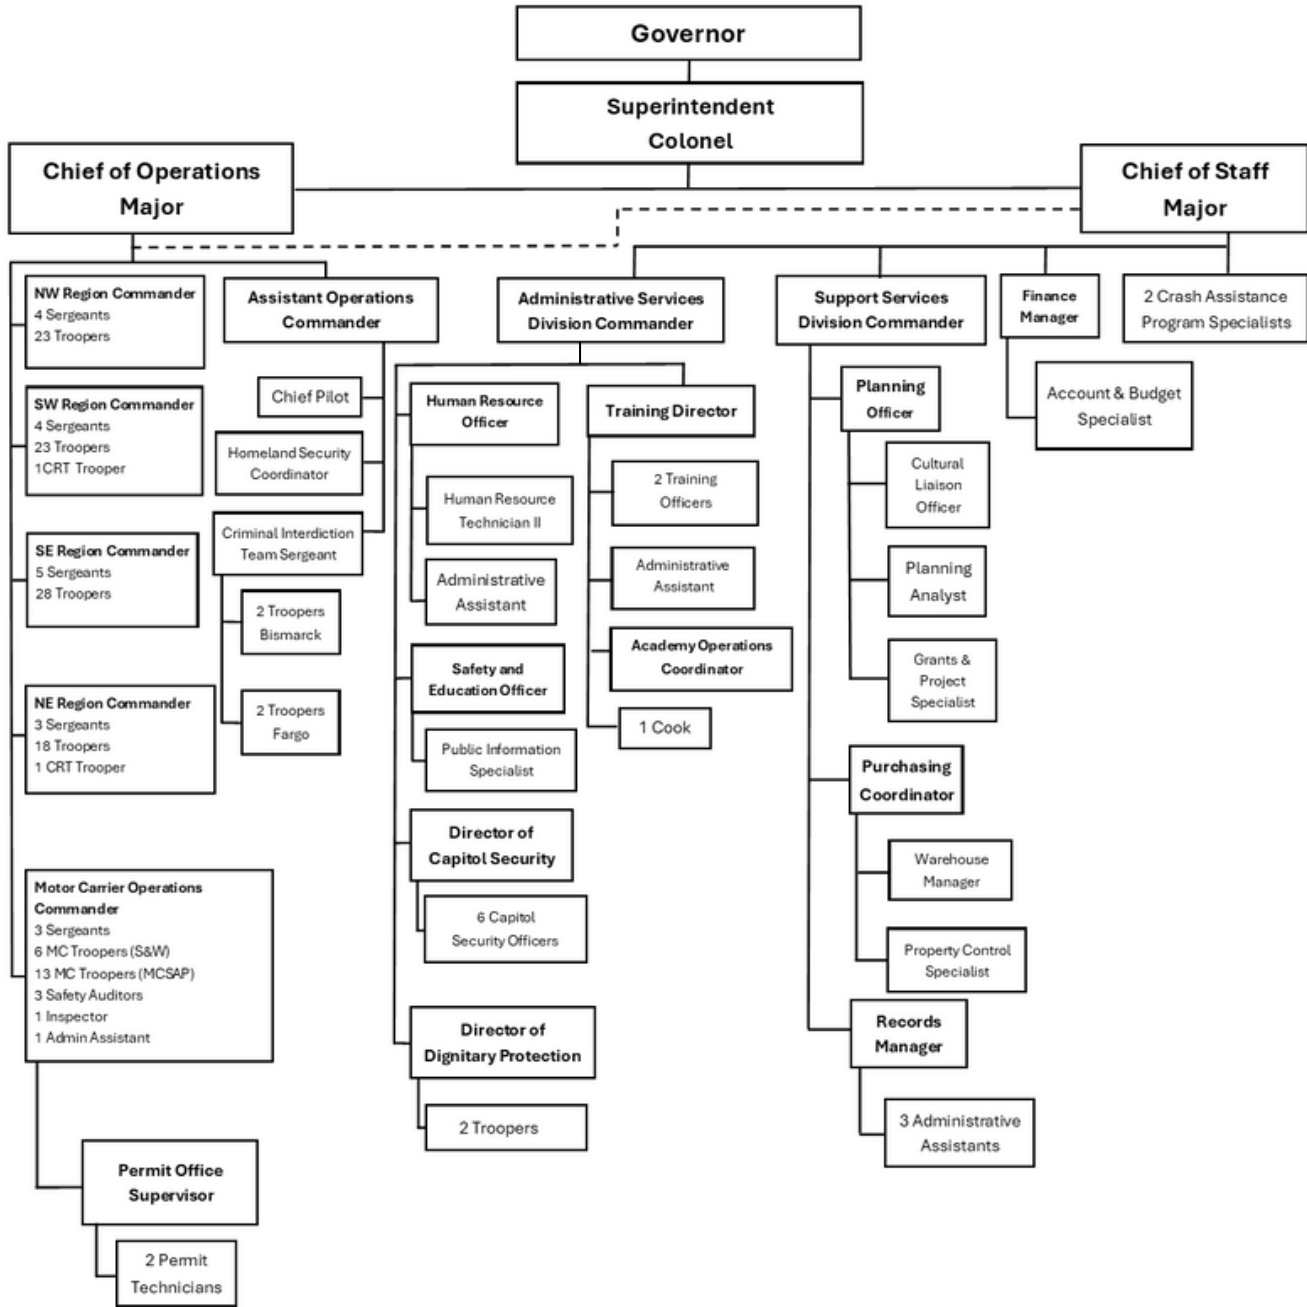 Governor
Superintendent
Colonel
Chief of Operations
Major
Chief of Staff
Major
NW Region Commander
4 Sergeants
23 Troopers
SW Region Commander
4 Sergeants
23 Troopers
1CRT Trooper
SE Region Commander
5 Sergeants
28 Troopers
NE Region Commander
3 Sergeants
18 Troopers
1 CRT Trooper
Motor Carrier Operations
Commander
3 Sergeants
6 MC Troopers (S&W)
13 MC Troopers (MCSAP)
3 Safety Auditors
1 Inspector
1 Admin Assistant
Permit Office
Supervisor
2 Permit
Technicians
Assistant Operations
Commander
Chief Pilot
Homeland Security
Coordinator
Criminal Interdiction
Team Sergeant
2 Troopers
Bismarck
2 Troopers
Fargo
Administrative Services
Division Commander
Human Resource
Officer
Human Resource
Technician II
Administrative
Assistant
Safety and
Education Officer
Public Information
Specialist
Director of
Capitol Security
6 Capitol
Security Officers
Director of
Dignitary Protection
2 Troopers
Training Director
2 Training
Officers
Administrative
Assistant
Academy Operations
Coordinator
1 Cook
Support Services
Division Commander
Planning
Officer
Cultural
Liaison
Officer
Planning
Analyst
Grants &
Project
Specialist
Purchasing
Coordinator
Warehouse
Manager
Property Control
Specialist
Records
Manager
3 Administrative
Assistants
Finance
Manager
Account & Budget
Specialist
2 Crash Assistance
Program Specialists